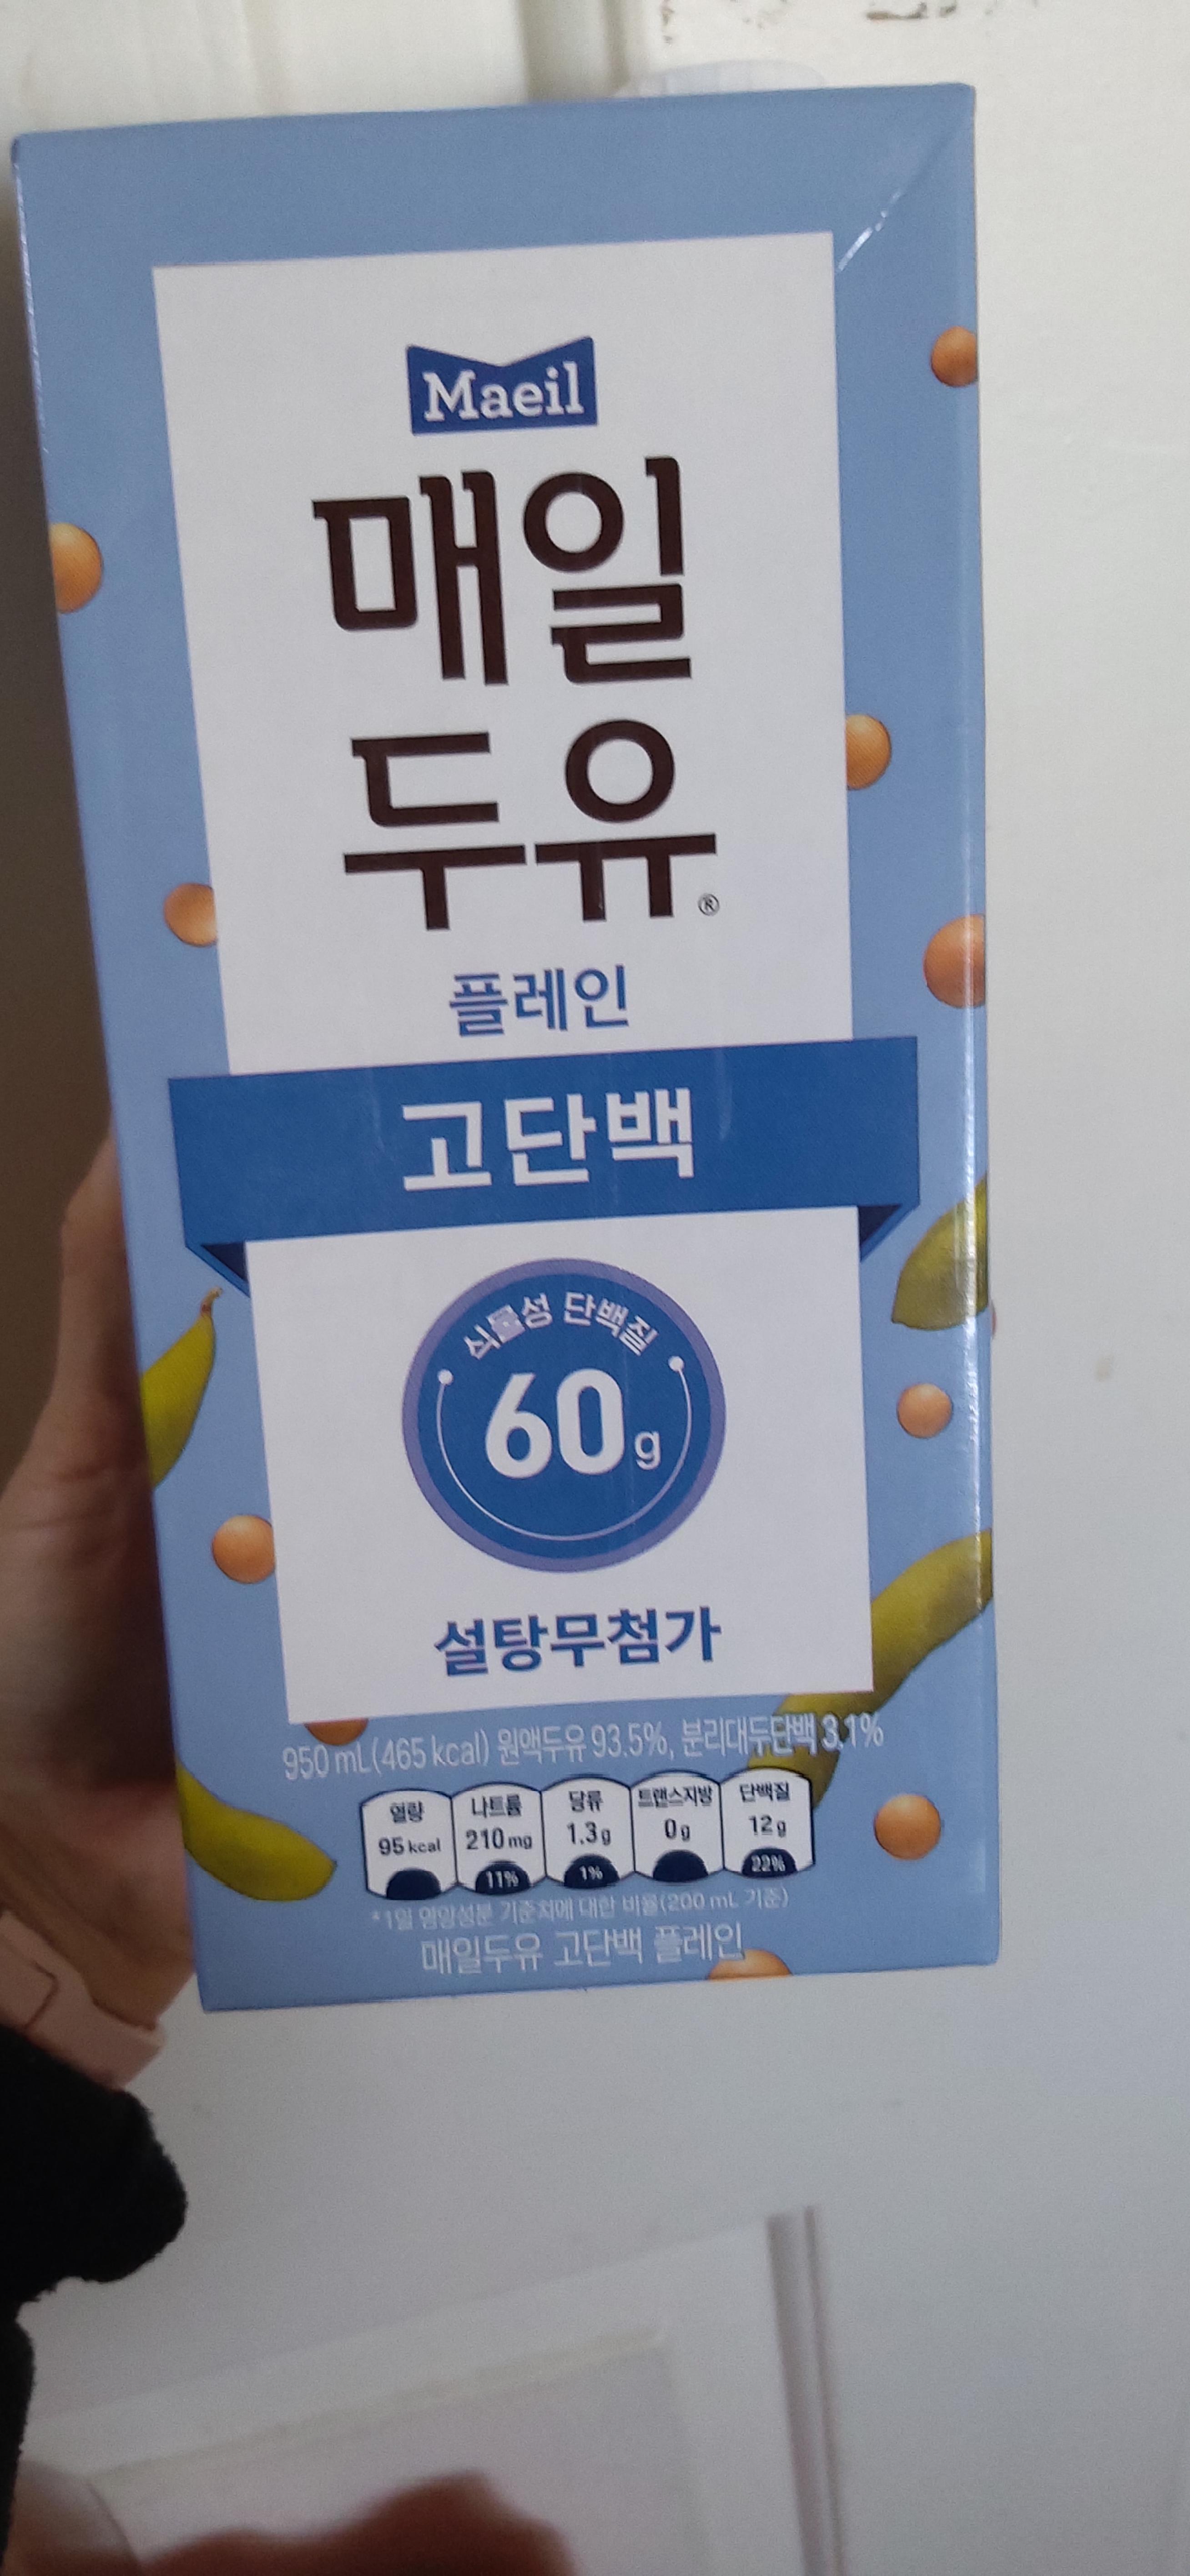 Maeil
매일
두유®
플레인
고단백
식물성 단백질
60g
설탕무첨가
950 mL(465 kcal) 원액두유 93.5%, 분리대두단백 3.1%
열량 나트륨 당류 트랜스지방 단백질
95 kcal 210 mg 1.3g 0g 12g
11% 1% 22%
*1일 영양성분 기준치에 대한 비율(200 mL 기준)
매일두유 고단백 플레인